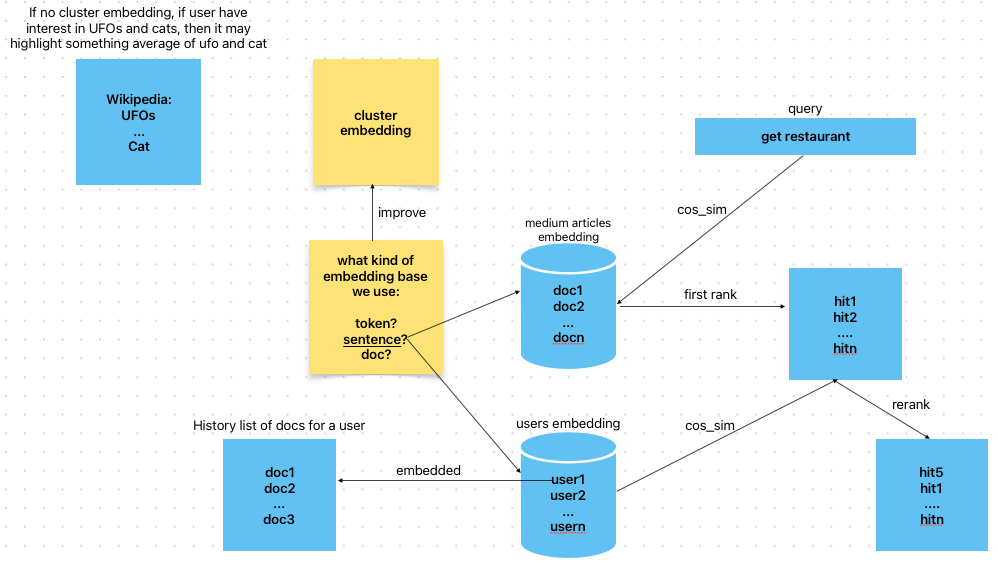 If no cluster embedding, if user have
interest in UFOs and cats, then it may
highlight something average of ufo and cat
Wikipedia:
UFOs
...
Cat
cluster
embedding
improve
what kind of
embedding base
we use:
token?
sentence?
doc?
query
get restaurant
cos_sim
medium articles
embedding
doc1
doc2
...
docn
first rank
hit1
hit2
....
hitn
rerank
hit5
hit1
....
hitn
cos_sim
users embedding
user1
user2
...
usern
embedded
History list of docs for a user
doc1
doc2
...
doc3